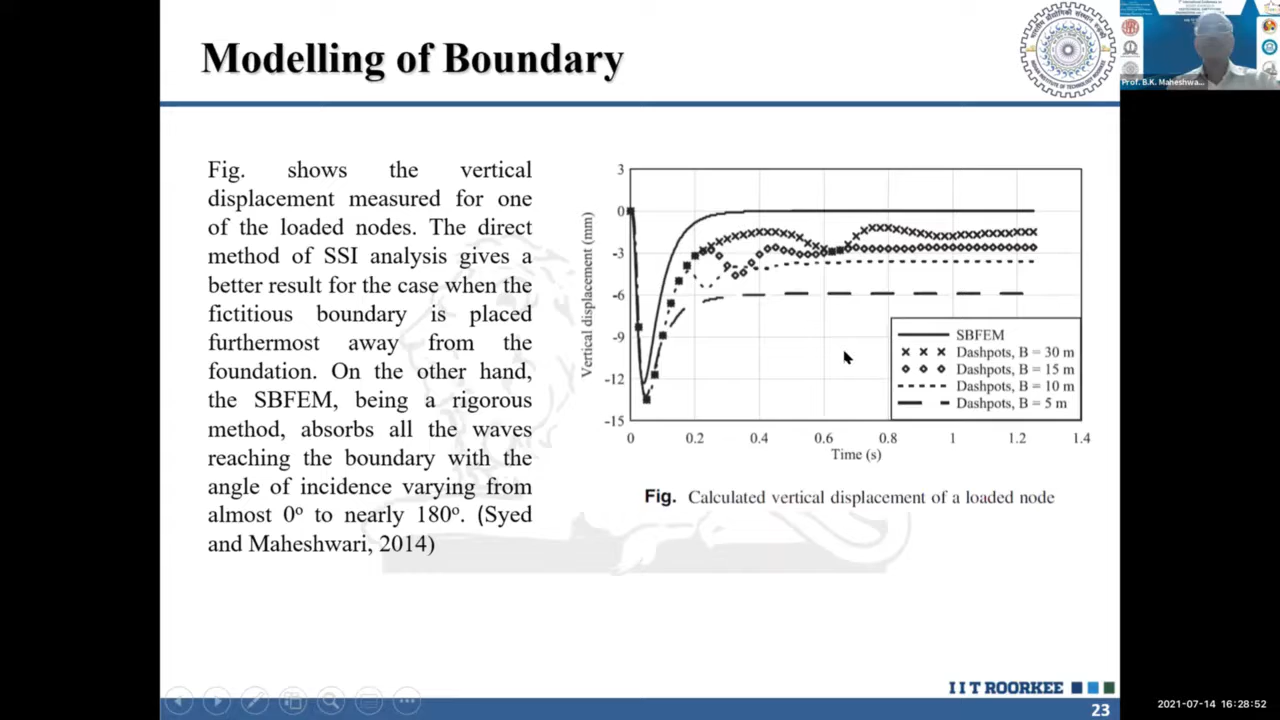 Modelling of Boundary
Prof. B.K. Maheshwa...
Fig. shows the vertical
displacement measured for one
of the loaded nodes. The direct
method of SSI analysis gives a
better result for the case when the
fictitious boundary is placed
furthermost away from the
foundation. On the other hand,
the SBFEM, being a rigorous
method, absorbs all the waves
reaching the boundary with the
angle of incidence varying from
almost 0º to nearly 180º. (Syed
and Maheshwari, 2014)
Vertical displacement (mm)
3
0
-3
-6
-9
-12
-15
SBFEM
Dashpots, B = 30 m
Dashpots, B = 15 m
Dashpots, B = 10 m
Dashpots, B = 5 m
0 0.2 0.4 0.6 0.8 1 1.2 1.4
Time (s)
Fig. Calculated vertical displacement of a loaded node
I I T ROORKEE
23
2021-07-14 16:28:52